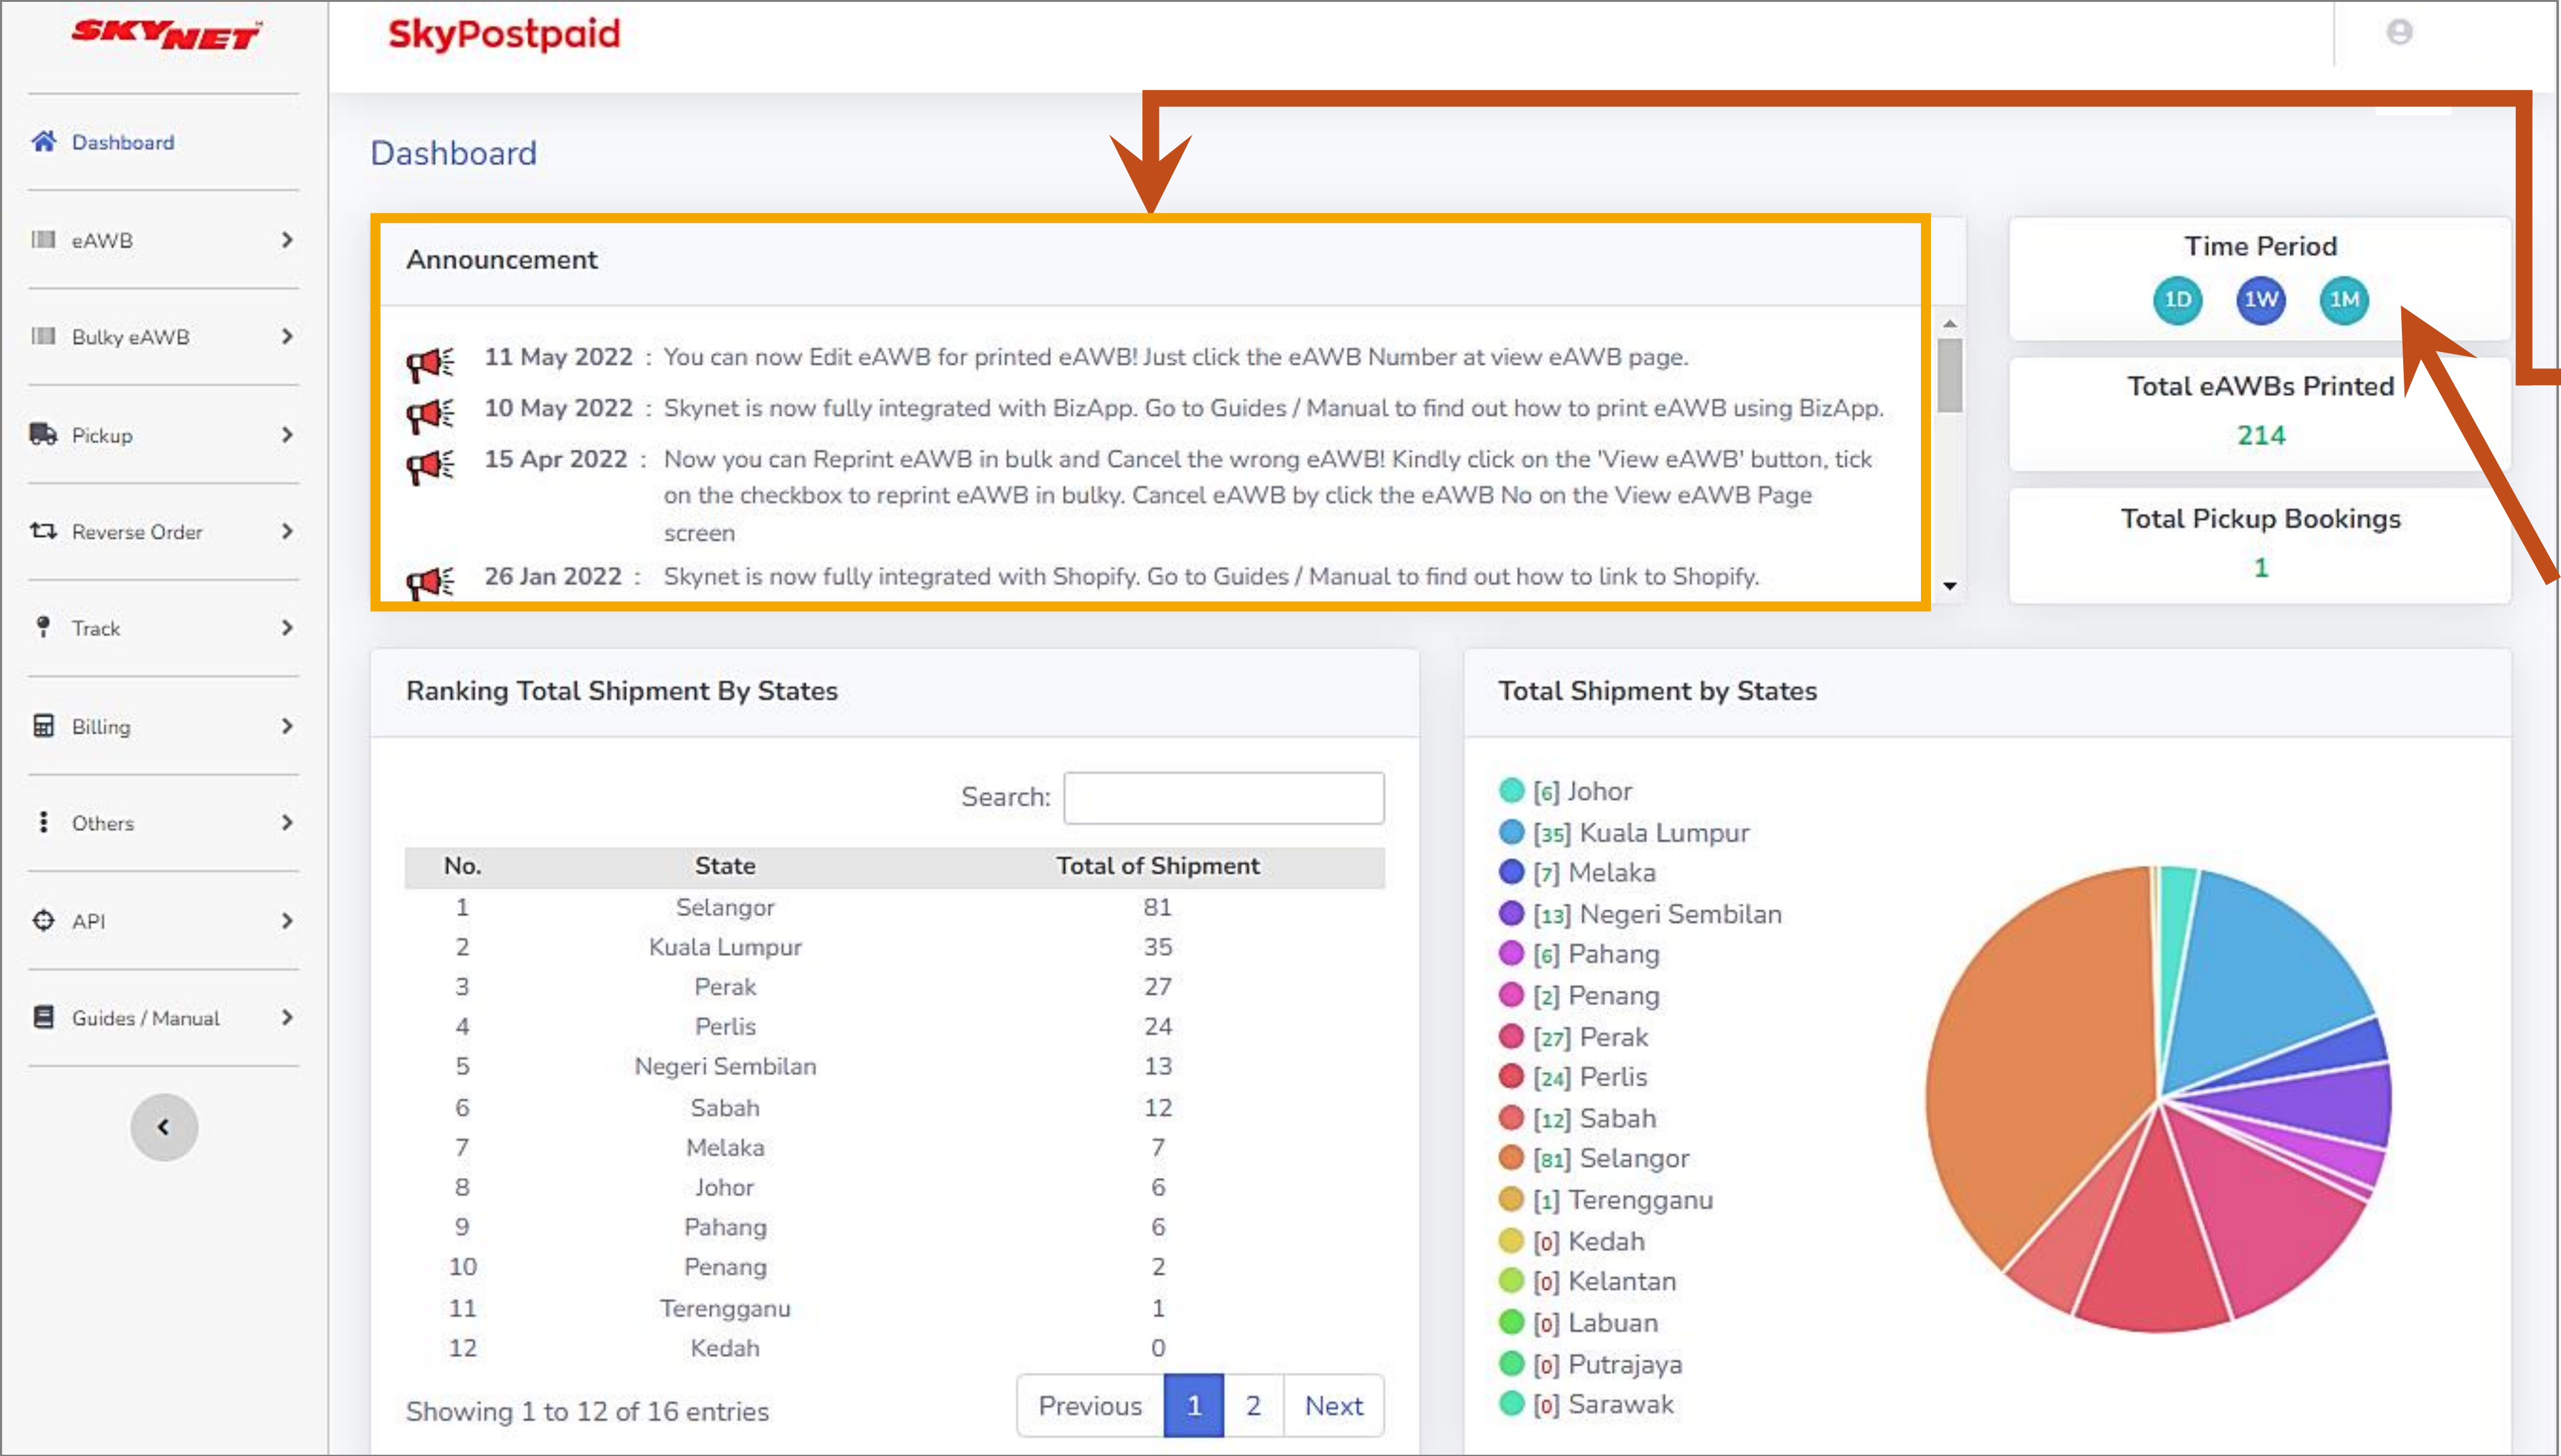 SKYNET
SkyPostpaid
Dashboard
eAWB
Bulky eAWB
Pickup
Reverse Order
Track
Billing
Others
API
Guides / Manual
Dashboard
Announcement
11 May 2022 : You can now Edit eAWB for printed eAWB! Just click the eAWB Number at view eAWB page.
10 May 2022 : Skynet is now fully integrated with BizApp. Go to Guides / Manual to find out how to print eAWB using BizApp.
15 Apr 2022 : Now you can Reprint eAWB in bulk and Cancel the wrong eAWB! Kindly click on the 'View eAWB' button, tick
on the checkbox to reprint eAWB in bulky. Cancel eAWB by click the eAWB No on the View eAWB Page
screen
26 Jan 2022 : Skynet is now fully integrated with Shopify. Go to Guides / Manual to find out how to link to Shopify.
Time Period
1D 1W 1M
Total eAWBs Printed
214
Total Pickup Bookings
1
Ranking Total Shipment By States
Search:
No. State Total of Shipment
1 Selangor 81
2 Kuala Lumpur 35
3 Perak 27
4 Perlis 24
5 Negeri Sembilan 13
6 Sabah 12
7 Melaka 7
8 Johor 6
9 Pahang 6
10 Penang 2
11 Terengganu 1
12 Kedah 0
Showing 1 to 12 of 16 entries
Previous 1 2 Next
Total Shipment by States
[6] Johor
[35] Kuala Lumpur
[7] Melaka
[13] Negeri Sembilan
[6] Pahang
[2] Penang
[27] Perak
[24] Perlis
[12] Sabah
[81] Selangor
[1] Terengganu
[0] Kedah
[0] Kelantan
[0] Labuan
[0] Putrajaya
[0] Sarawak